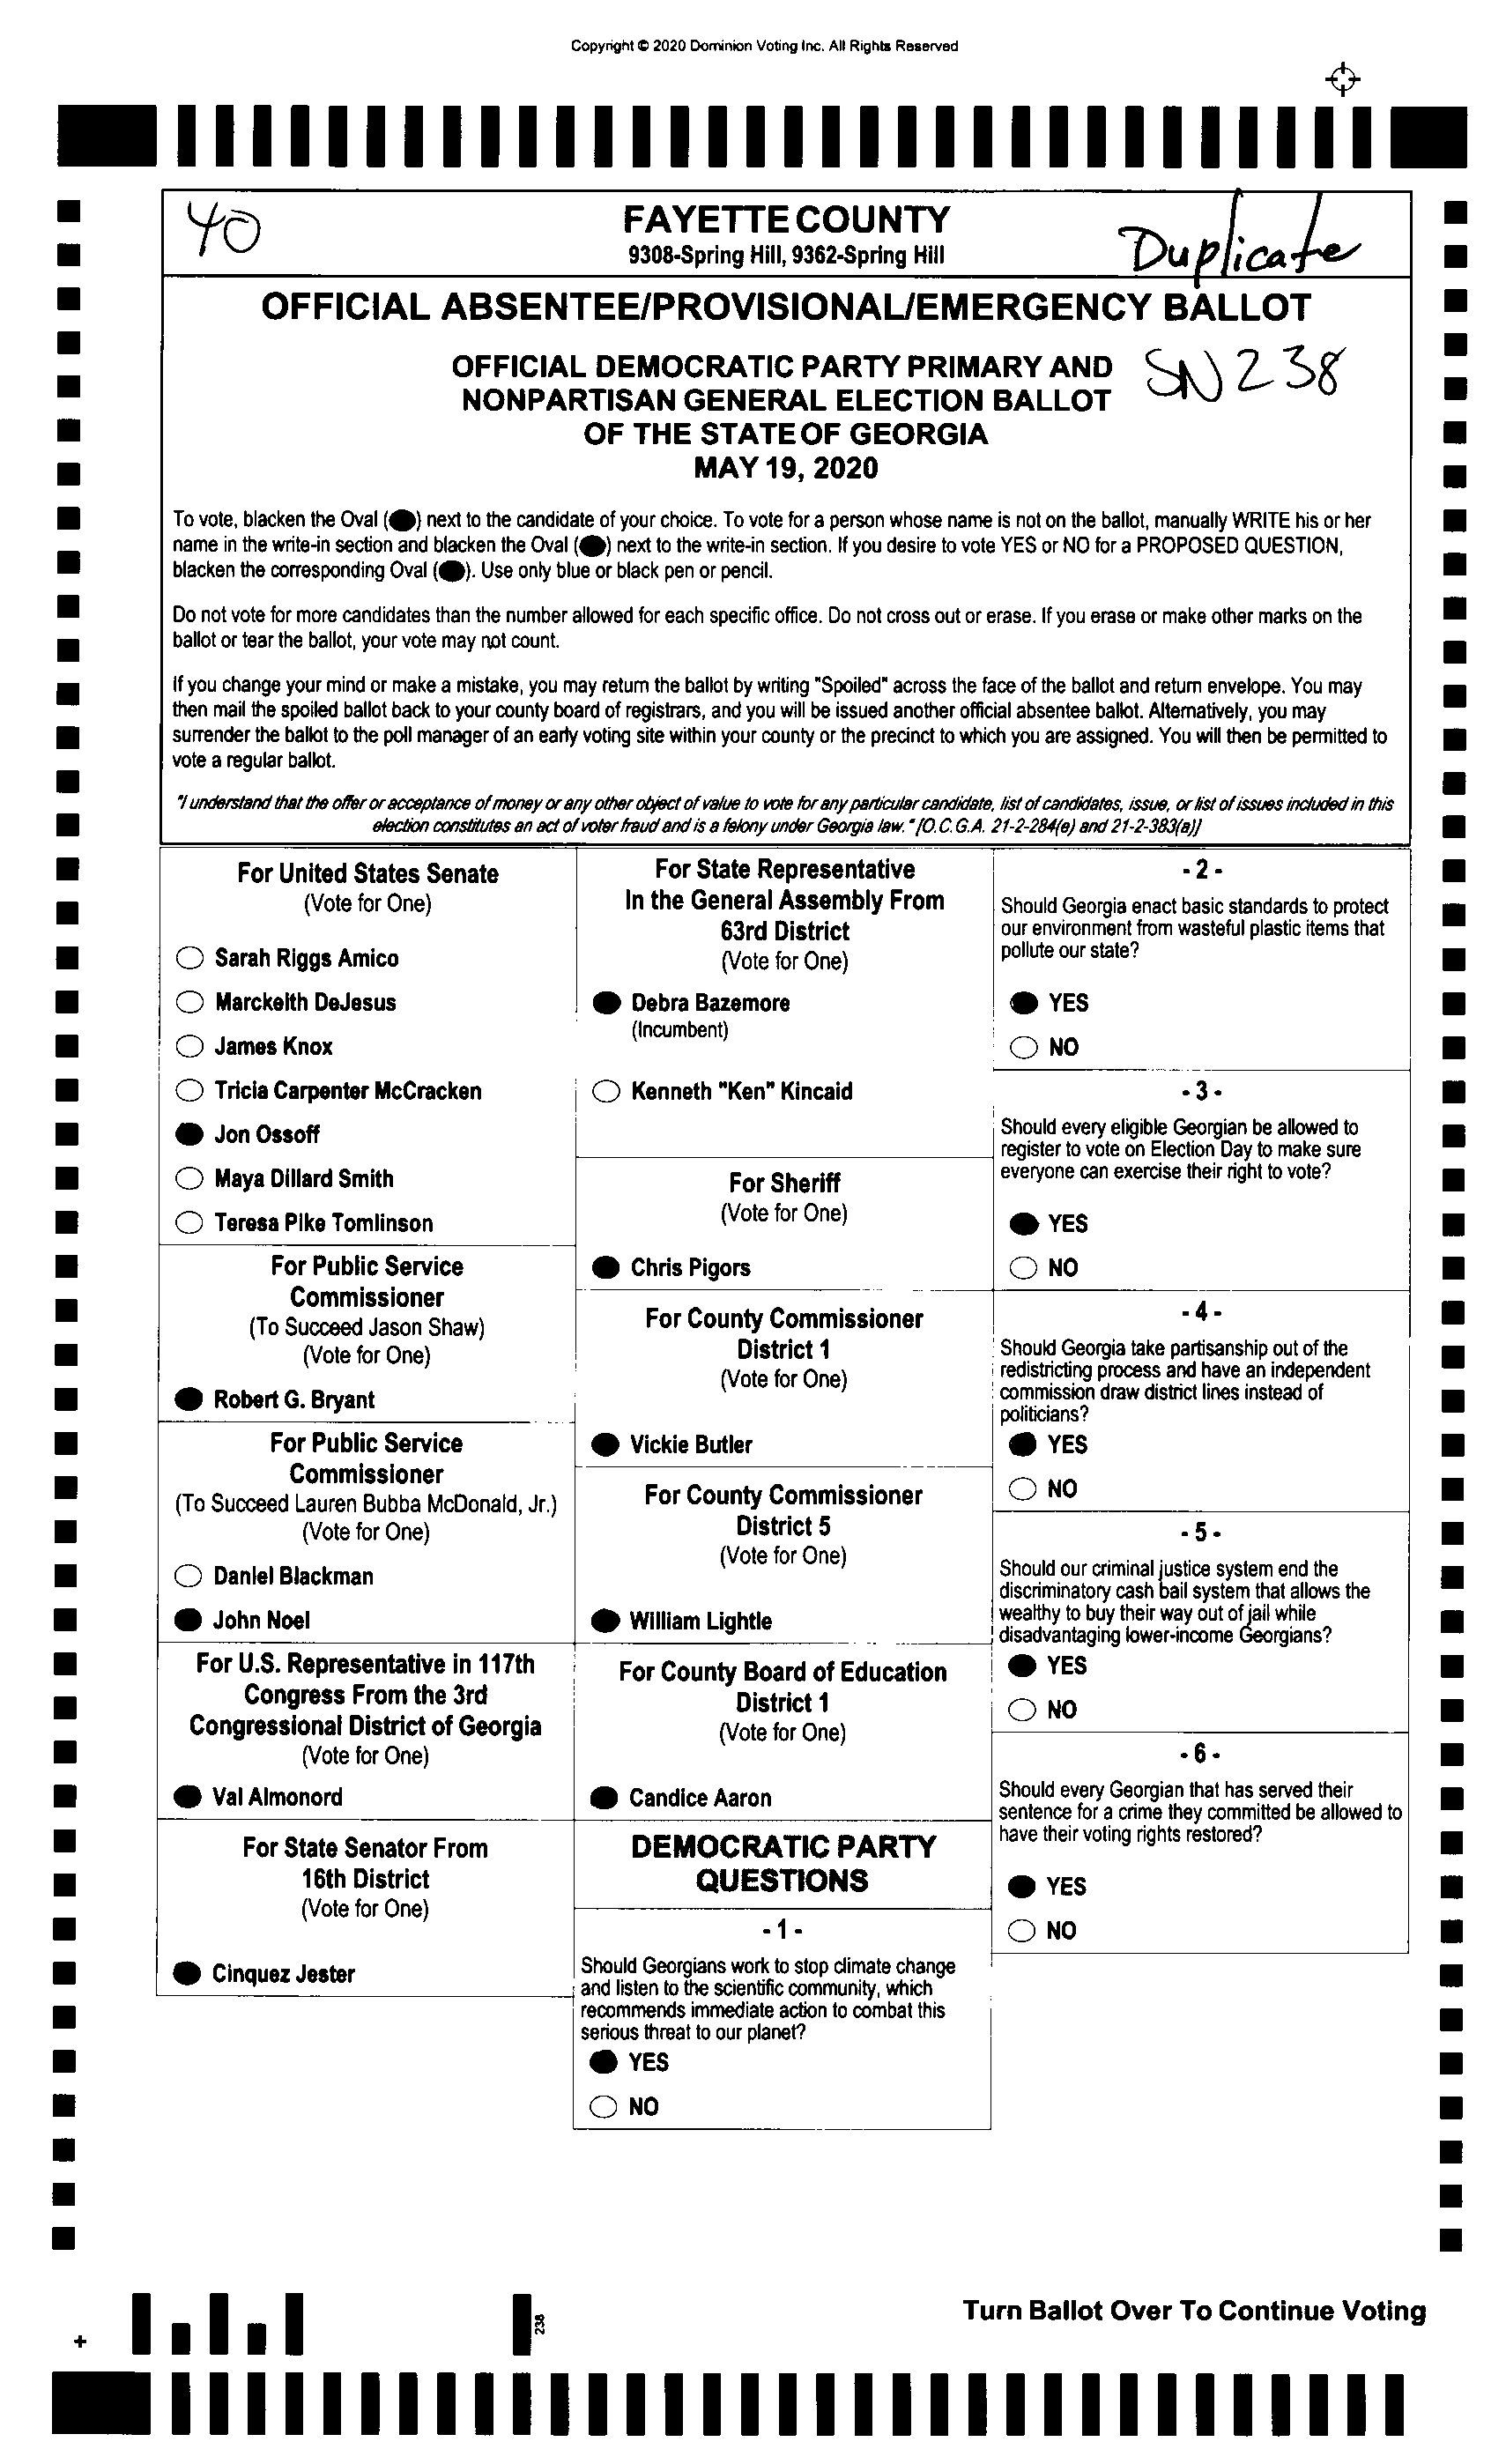 Copyright © 2020 Dominion Voting Inc. All Rights Reserved
40
FAYETTE COUNTY
9308-Spring Hill, 9362-Spring Hill
Duplicate
OFFICIAL ABSENTEE/PROVISIONAL/EMERGENCY BALLOT
OFFICIAL DEMOCRATIC PARTY PRIMARY AND
NONPARTISAN GENERAL ELECTION BALLOT
OF THE STATE OF GEORGIA
MAY 19, 2020
SN 238
To vote, blacken the Oval (●) next to the candidate of your choice. To vote for a person whose name is not on the ballot, manually WRITE his or her
name in the write-in section and blacken the Oval (●) next to the write-in section. If you desire to vote YES or NO for a PROPOSED QUESTION,
blacken the corresponding Oval (●). Use only blue or black pen or pencil.
Do not vote for more candidates than the number allowed for each specific office. Do not cross out or erase. If you erase or make other marks on the
ballot or tear the ballot, your vote may not count.
If you change your mind or make a mistake, you may return the ballot by writing "Spoiled" across the face of the ballot and return envelope. You may
then mail the spoiled ballot back to your county board of registrars, and you will be issued another official absentee ballot. Alternatively, you may
surrender the ballot to the poll manager of an early voting site within your county or the precinct to which you are assigned. You will then be permitted to
vote a regular ballot.
"I understand that the offer or acceptance of money or any other object of value to vote for any particular candidate, list of candidates, issue, or list of issues included in this
election constitutes an act of voter fraud and is a felony under Georgia law." [O.C.G.A. 21-2-284(e) and 21-2-383(a)]
For United States Senate
(Vote for One)
Sarah Riggs Amico
Marckeith DeJesus
James Knox
Tricia Carpenter McCracken
Jon Ossoff
Maya Dillard Smith
Teresa Pike Tomlinson
For Public Service
Commissioner
(To Succeed Jason Shaw)
(Vote for One)
Robert G. Bryant
For Public Service
Commissioner
(To Succeed Lauren Bubba McDonald, Jr.)
(Vote for One)
Daniel Blackman
John Noel
For U.S. Representative in 117th
Congress From the 3rd
Congressional District of Georgia
(Vote for One)
Val Almonord
For State Senator From
16th District
(Vote for One)
Cinquez Jester
For State Representative
In the General Assembly From
63rd District
(Vote for One)
Debra Bazemore
(Incumbent)
Kenneth "Ken" Kincaid
For Sheriff
(Vote for One)
Chris Pigors
For County Commissioner
District 1
(Vote for One)
Vickie Butler
For County Commissioner
District 5
(Vote for One)
William Lightle
For County Board of Education
District 1
(Vote for One)
Candice Aaron
DEMOCRATIC PARTY
QUESTIONS
- 1 -
Should Georgians work to stop climate change
and listen to the scientific community, which
recommends immediate action to combat this
serious threat to our planet?
YES
NO
- 2 -
Should Georgia enact basic standards to protect
our environment from wasteful plastic items that
pollute our state?
YES
NO
- 3 -
Should every eligible Georgian be allowed to
register to vote on Election Day to make sure
everyone can exercise their right to vote?
YES
NO
- 4 -
Should Georgia take partisanship out of the
redistricting process and have an independent
commission draw district lines instead of
politicians?
YES
NO
- 5 -
Should our criminal justice system end the
discriminatory cash bail system that allows the
wealthy to buy their way out of jail while
disadvantaging lower-income Georgians?
YES
NO
- 6 -
Should every Georgian that has served their
sentence for a crime they committed be allowed to
have their voting rights restored?
YES
NO
Turn Ballot Over To Continue Voting
238